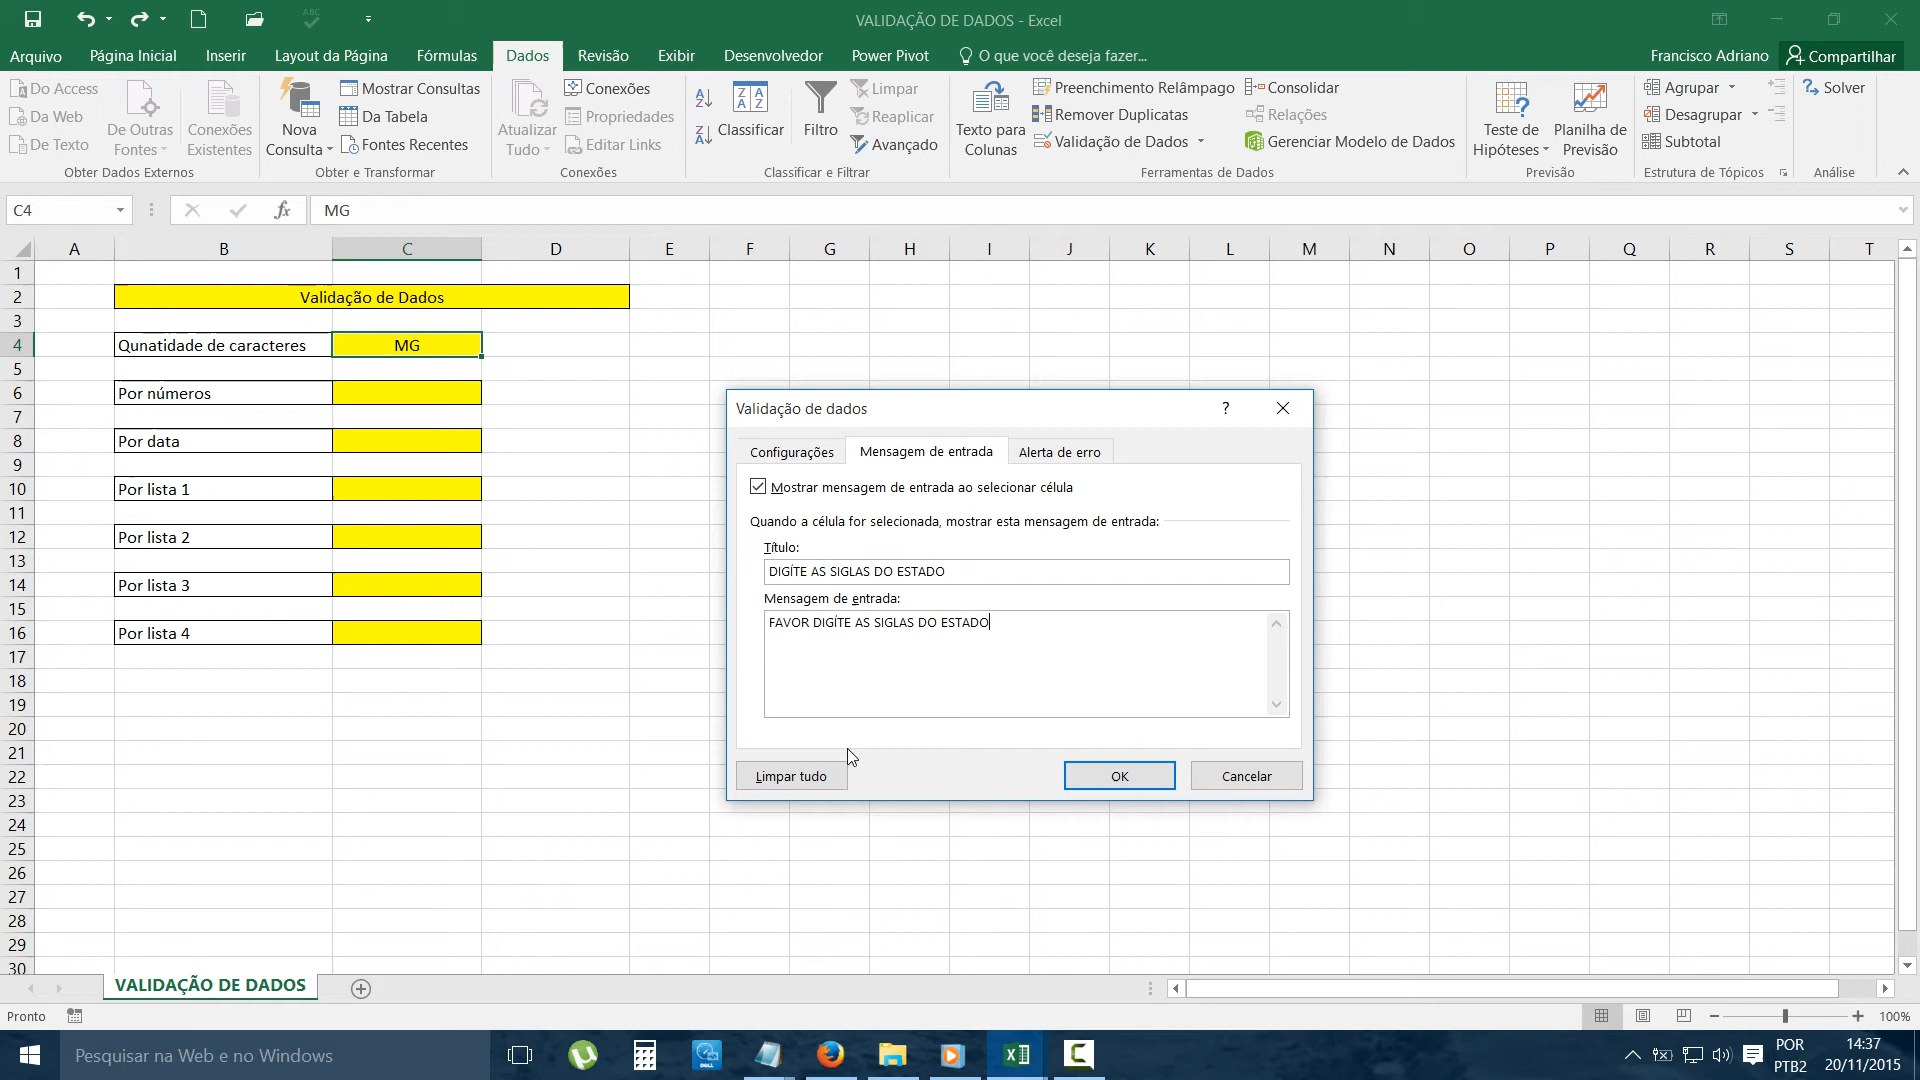 VALIDAÇÃO DE DADOS - Excel
Arquivo Página Inicial Inserir Layout da Página Fórmulas Dados Revisão Exibir Desenvolvedor Power Pivot O que você deseja fazer... Francisco Adriano Compartilhar
Do Access
Da Web
De Texto
De Outras Fontes
Conexões Existentes
Obter Dados Externos
Nova Consulta
Mostrar Consultas
Da Tabela
Fontes Recentes
Obter e Transformar
Atualizar Tudo
Conexões
Propriedades
Editar Links
Conexões
Classificar
Filtro
Limpar
Reaplicar
Avançado
Classificar e Filtrar
Texto para Colunas
Preenchimento Relâmpago
Remover Duplicatas
Validação de Dados
Consolidar
Relações
Gerenciar Modelo de Dados
Ferramentas de Dados
Teste de Hipóteses
Planilha de Previsão
Previsão
Agrupar
Desagrupar
Subtotal
Estrutura de Tópicos
Solver
Análise
C4 fx MG
A B C D E F G H I J K L M N O P Q R S T
1
2 Validação de Dados
3
4 Qunatidade de caracteres MG
5
6 Por números
7
8 Por data
9
10 Por lista 1
11
12 Por lista 2
13
14 Por lista 3
15
16 Por lista 4
17
18
19
20
21
22
23
24
25
26
27
28
29
30
Validação de dados ?
Configurações Mensagem de entrada Alerta de erro
Mostrar mensagem de entrada ao selecionar célula
Quando a célula for selecionada, mostrar esta mensagem de entrada:
Título:
DIGÍTE AS SIGLAS DO ESTADO
Mensagem de entrada:
FAVOR DIGÍTE AS SIGLAS DO ESTADO
Limpar tudo OK Cancelar
VALIDAÇÃO DE DADOS
Pronto 100%
Pesquisar na Web e no Windows
POR
PTB2
14:37
20/11/2015